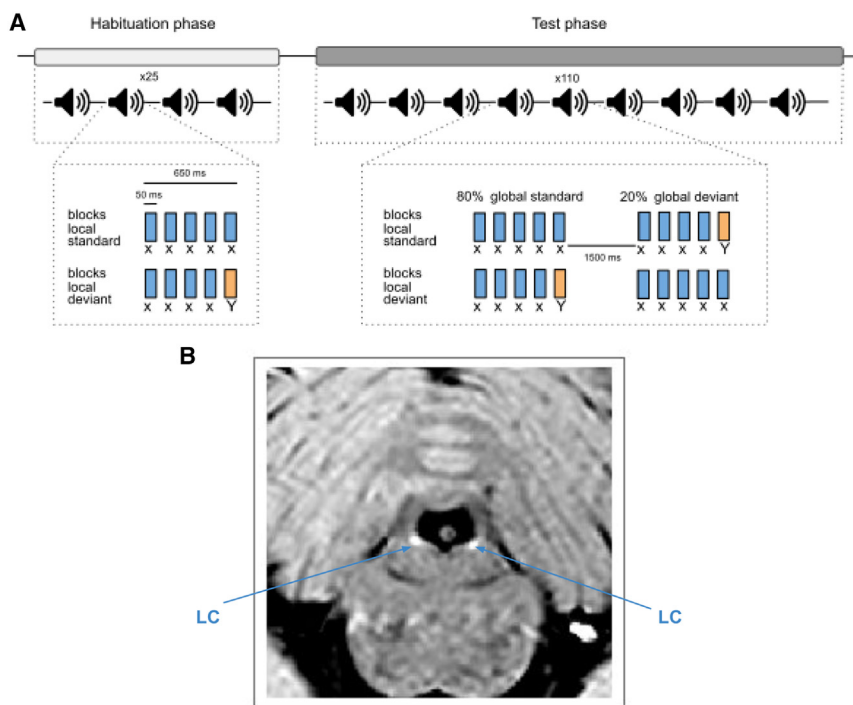 A
Habituation phase
Test phase
x25
x110
650 ms
50 ms
blocks
local
standard
x x x x x
blocks
local
deviant
x x x x Y
80% global standard
20% global deviant
blocks
local
standard
x x x x x
1500 ms
x x x x Y
blocks
local
deviant
x x x x Y
x x x x x
B
LC
LC